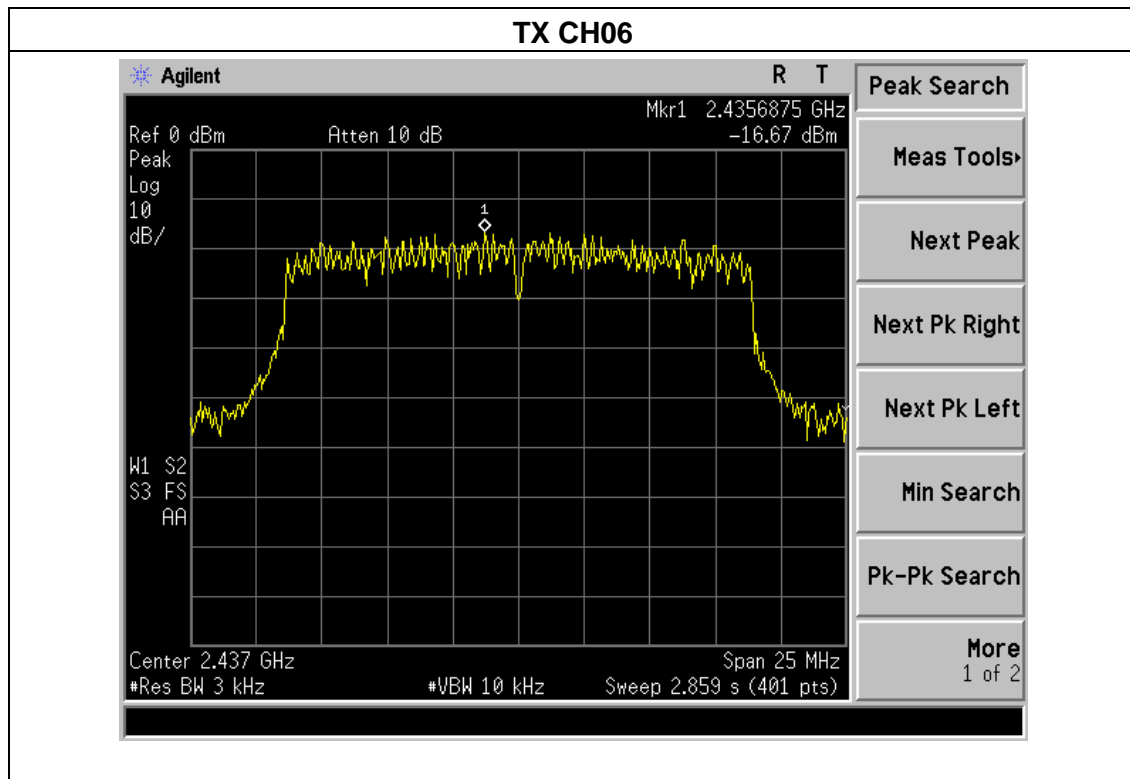 TX CH06
Agilent R T
Mkr1 2.4356875 GHz
Ref 0 dBm Atten 10 dB -16.67 dBm
Peak
Log
10
dB/
1
W1 S2
S3 FS
AA
Center 2.437 GHz Span 25 MHz
#Res BW 3 kHz #VBW 10 kHz Sweep 2.859 s (401 pts)
Peak Search
Meas Tools
Next Peak
Next Pk Right
Next Pk Left
Min Search
Pk-Pk Search
More
1 of 2